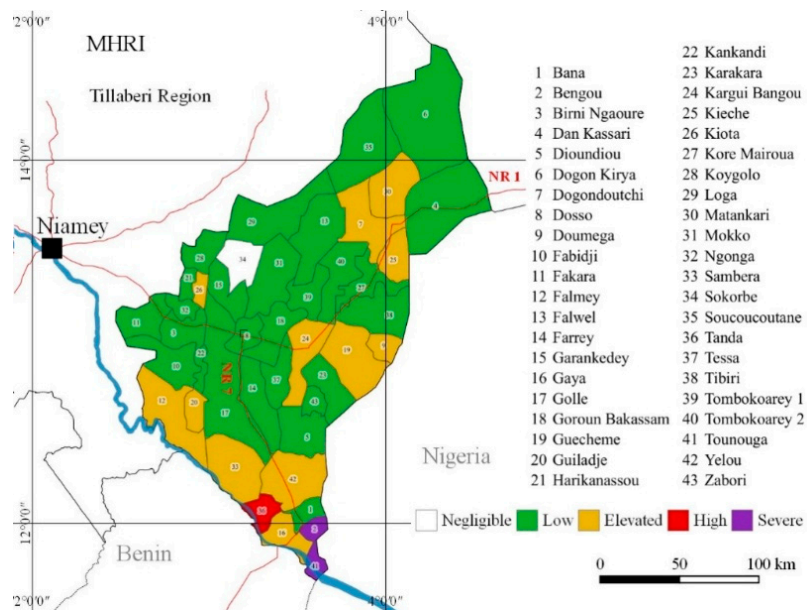 2°0'0"
4°0'0"
MHRI
Tillaberi Region
14°0'0"
NR 1
Niamey
NR 7
Nigeria
12°0'0"
Benin
2°0'0"
4°0'0"
1 Bana
2 Bengou
3 Birni Ngaoure
4 Dan Kassari
5 Dioundiou
6 Dogon Kirya
7 Dogondoutchi
8 Dosso
9 Doumega
10 Fabidji
11 Fakara
12 Falmey
13 Falwel
14 Farrey
15 Garankedey
16 Gaya
17 Golle
18 Goroun Bakassam
19 Guecheme
20 Guiladje
21 Harikanassou
22 Kankandi
23 Karakara
24 Kargui Bangou
25 Kieche
26 Kiota
27 Kore Mairoua
28 Koygolo
29 Loga
30 Matankari
31 Mokko
32 Ngonga
33 Sambera
34 Sokorbe
35 Soucoucoutane
36 Tanda
37 Tessa
38 Tibiri
39 Tombokoarey 1
40 Tombokoarey 2
41 Tounouga
42 Yelou
43 Zabori
Negligible Low Elevated High Severe
0 50 100 km